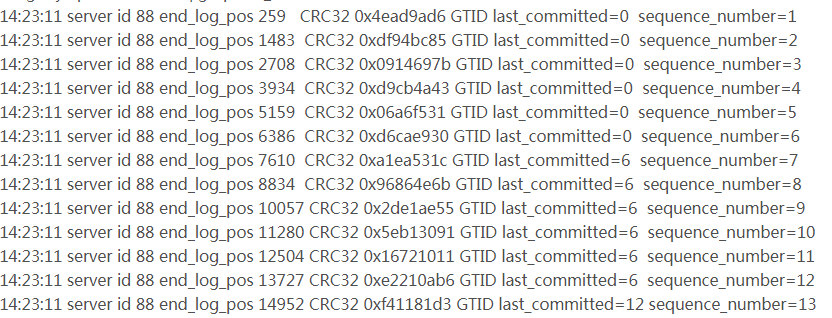 14:23:11 server id 88 end_log_pos 259 CRC32 0x4ead9ad6 GTID last_committed=0 sequence_number=1
14:23:11 server id 88 end_log_pos 1483 CRC32 0xdf94bc85 GTID last_committed=0 sequence_number=2
14:23:11 server id 88 end_log_pos 2708 CRC32 0x0914697b GTID last_committed=0 sequence_number=3
14:23:11 server id 88 end_log_pos 3934 CRC32 0xd9cb4a43 GTID last_committed=0 sequence_number=4
14:23:11 server id 88 end_log_pos 5159 CRC32 0x06a6f531 GTID last_committed=0 sequence_number=5
14:23:11 server id 88 end_log_pos 6386 CRC32 0xd6cae930 GTID last_committed=0 sequence_number=6
14:23:11 server id 88 end_log_pos 7610 CRC32 0xa1ea531c GTID last_committed=6 sequence_number=7
14:23:11 server id 88 end_log_pos 8834 CRC32 0x96864e6b GTID last_committed=6 sequence_number=8
14:23:11 server id 88 end_log_pos 10057 CRC32 0x2de1ae55 GTID last_committed=6 sequence_number=9
14:23:11 server id 88 end_log_pos 11280 CRC32 0x5eb13091 GTID last_committed=6 sequence_number=10
14:23:11 server id 88 end_log_pos 12504 CRC32 0x16721011 GTID last_committed=6 sequence_number=11
14:23:11 server id 88 end_log_pos 13727 CRC32 0xe2210ab6 GTID last_committed=6 sequence_number=12
14:23:11 server id 88 end_log_pos 14952 CRC32 0xf41181d3 GTID last_committed=12 sequence_number=13